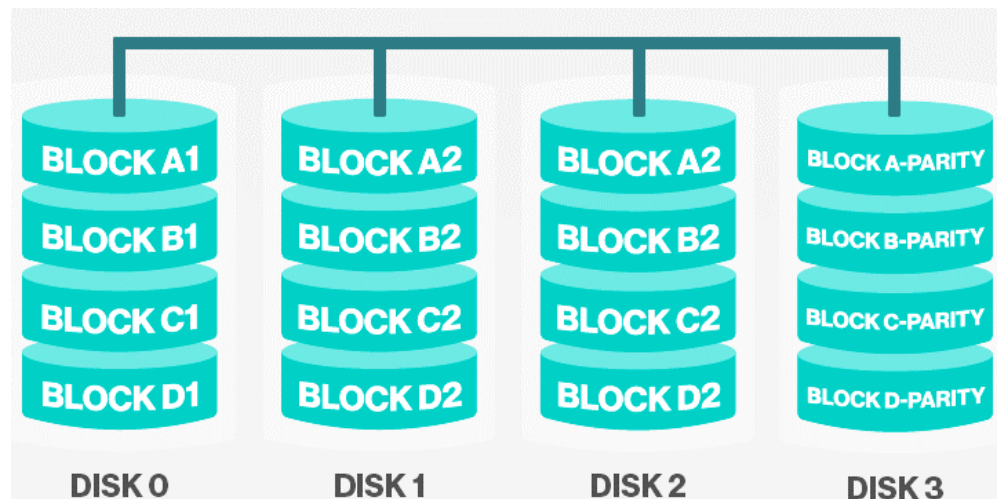 BLOCK A1
BLOCK B1
BLOCK C1
BLOCK D1
DISK 0
BLOCK A2
BLOCK B2
BLOCK C2
BLOCK D2
DISK 1
BLOCK A2
BLOCK B2
BLOCK C2
BLOCK D2
DISK 2
BLOCK A-PARITY
BLOCK B-PARITY
BLOCK C-PARITY
BLOCK D-PARITY
DISK 3